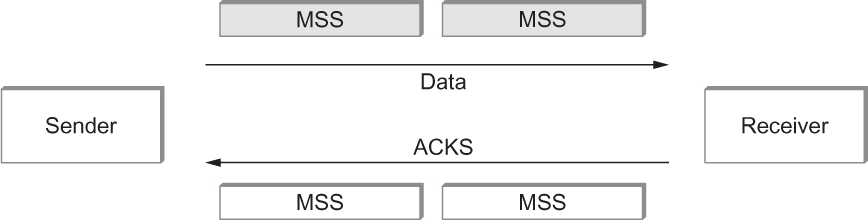 MSS MSS
Data
Sender Receiver
ACKS
MSS MSS